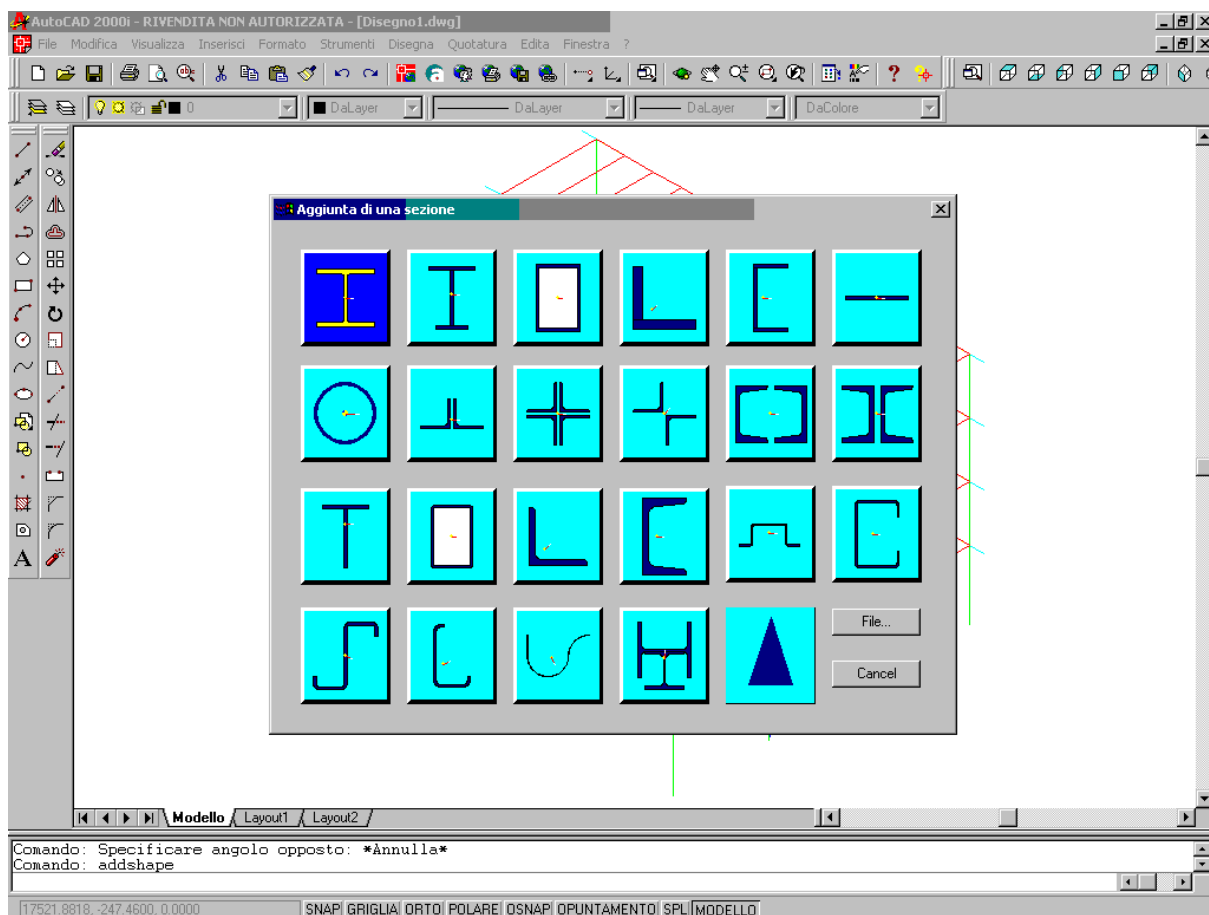 AutoCAD 2000i - RIVENDITA NON AUTORIZZATA - [Disegno1.dwg]
File Modifica Visualizza Inserisci Formato Strumenti Disegna Quotatura Edita Finestra ?
0 DaLayer DaLayer DaLayer DaColore
Aggiunta di una sezione
File...
Cancel
A
Modello Layout1 Layout2
Comando: Specificare angolo opposto: *Annulla*
Comando: addshape
17521.8818, -247.4600, 0.0000 SNAP GRIGLIA ORTO POLARE OSNAP OPUNTAMENTO SPL MODELLO